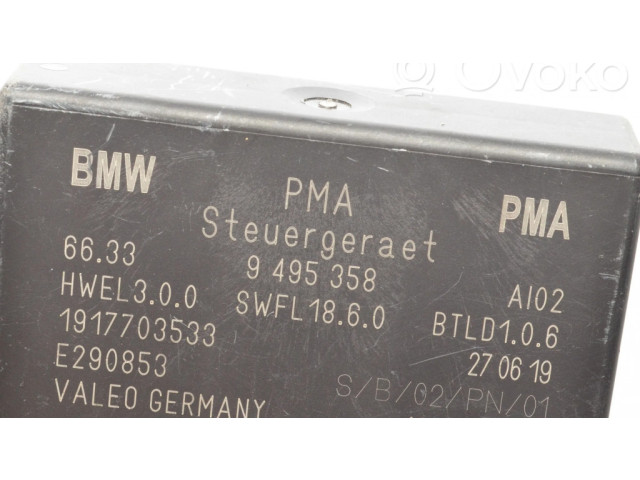 OVOKO
BMW PMA PMA
Steuergeraet
66.33 9 495 358 AI02
HWEL3.0.0 SWFL18.6.0 BTLD1.0.6
1917703533 27 06 19
E290853 S/B/02/PN/01
VALEO GERMANY